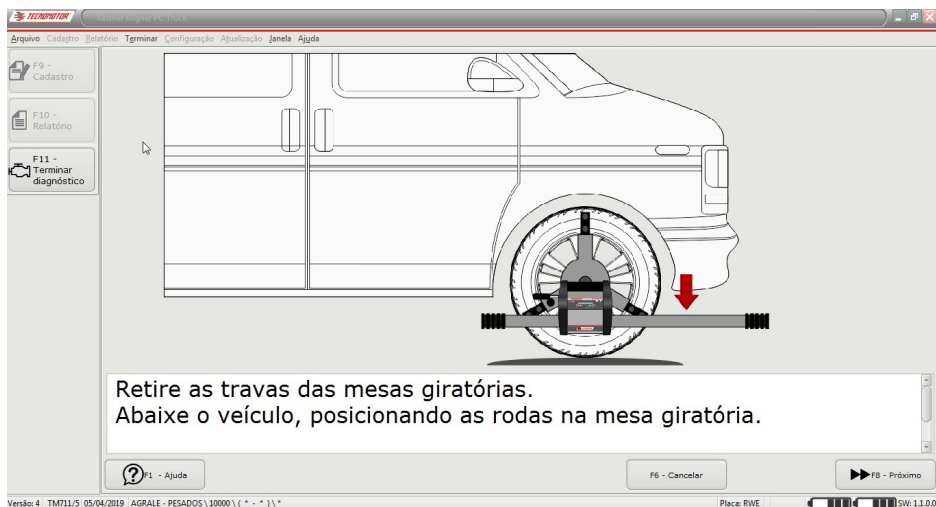 TECNOMOTOR
Rasther Aligner PC Truck
Arquivo Cadastro Relatório Terminar Configuração Atualização Janela Ajuda
F9 -
Cadastro
F10 -
Relatório
F11 -
Terminar
diagnóstico
Retire as travas das mesas giratórias.
Abaixe o veículo, posicionando as rodas na mesa giratória.
F1 - Ajuda
F6 - Cancelar
F8 - Próximo
Versão: 4 TM711/5 05/04/2019 AGRALE - PESADOS \ 10000 \ ( * - * ) \ * Placa: RWE SW: 1.1.0.0